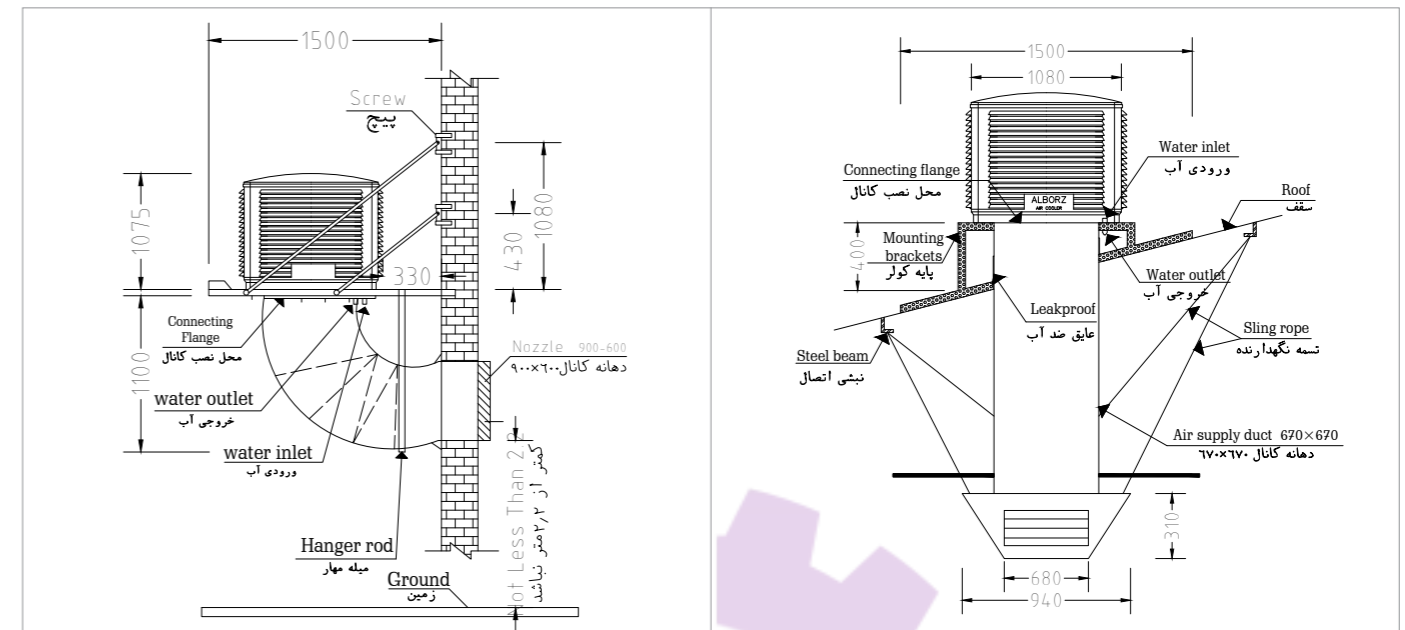 1500
Screw
پیچ
1075
1080
430
330
Connecting
Flange
محل نصب کانال
1100
Nozzle 900-600
دهانه کانال ۶۰۰×۹۰۰
water outlet
خروجی آب
water inlet
ورودی آب
Not Less Than 2.2
کمتر از ۲٫۲متر نباشد
Hanger rod
میله مهار
Ground
زمین
1500
1080
Water inlet
ورودی آب
Connecting flange
محل نصب کانال
ALBORZ
AIR COOLER
Roof
سقف
400
Mounting
brackets
پایه کولر
Water outlet
خروجی آب
Leakproof
عایق ضد آب
Sling rope
تسمه نگهدارنده
Steel beam
نبشی اتصال
Air supply duct 670×670
دهانه کانال ۶۷۰×۶۷۰
310
680
940